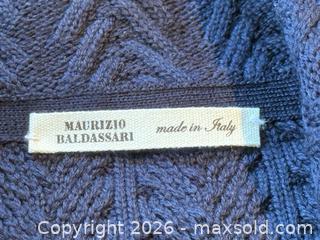 MAURIZIO
BALDASSARI
made in Italy
Copyright 2026 - maxsold.com